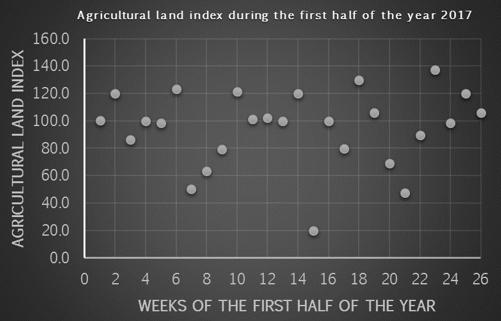 Agricultural land index during the first half of the year 2017
160.0
140.0
120.0
100.0
80.0
60.0
40.0
20.0
0.0
AGRICULTURAL LAND INDEX
0 2 4 6 8 10 12 14 16 18 20 22 24 26
WEEKS OF THE FIRST HALF OF THE YEAR